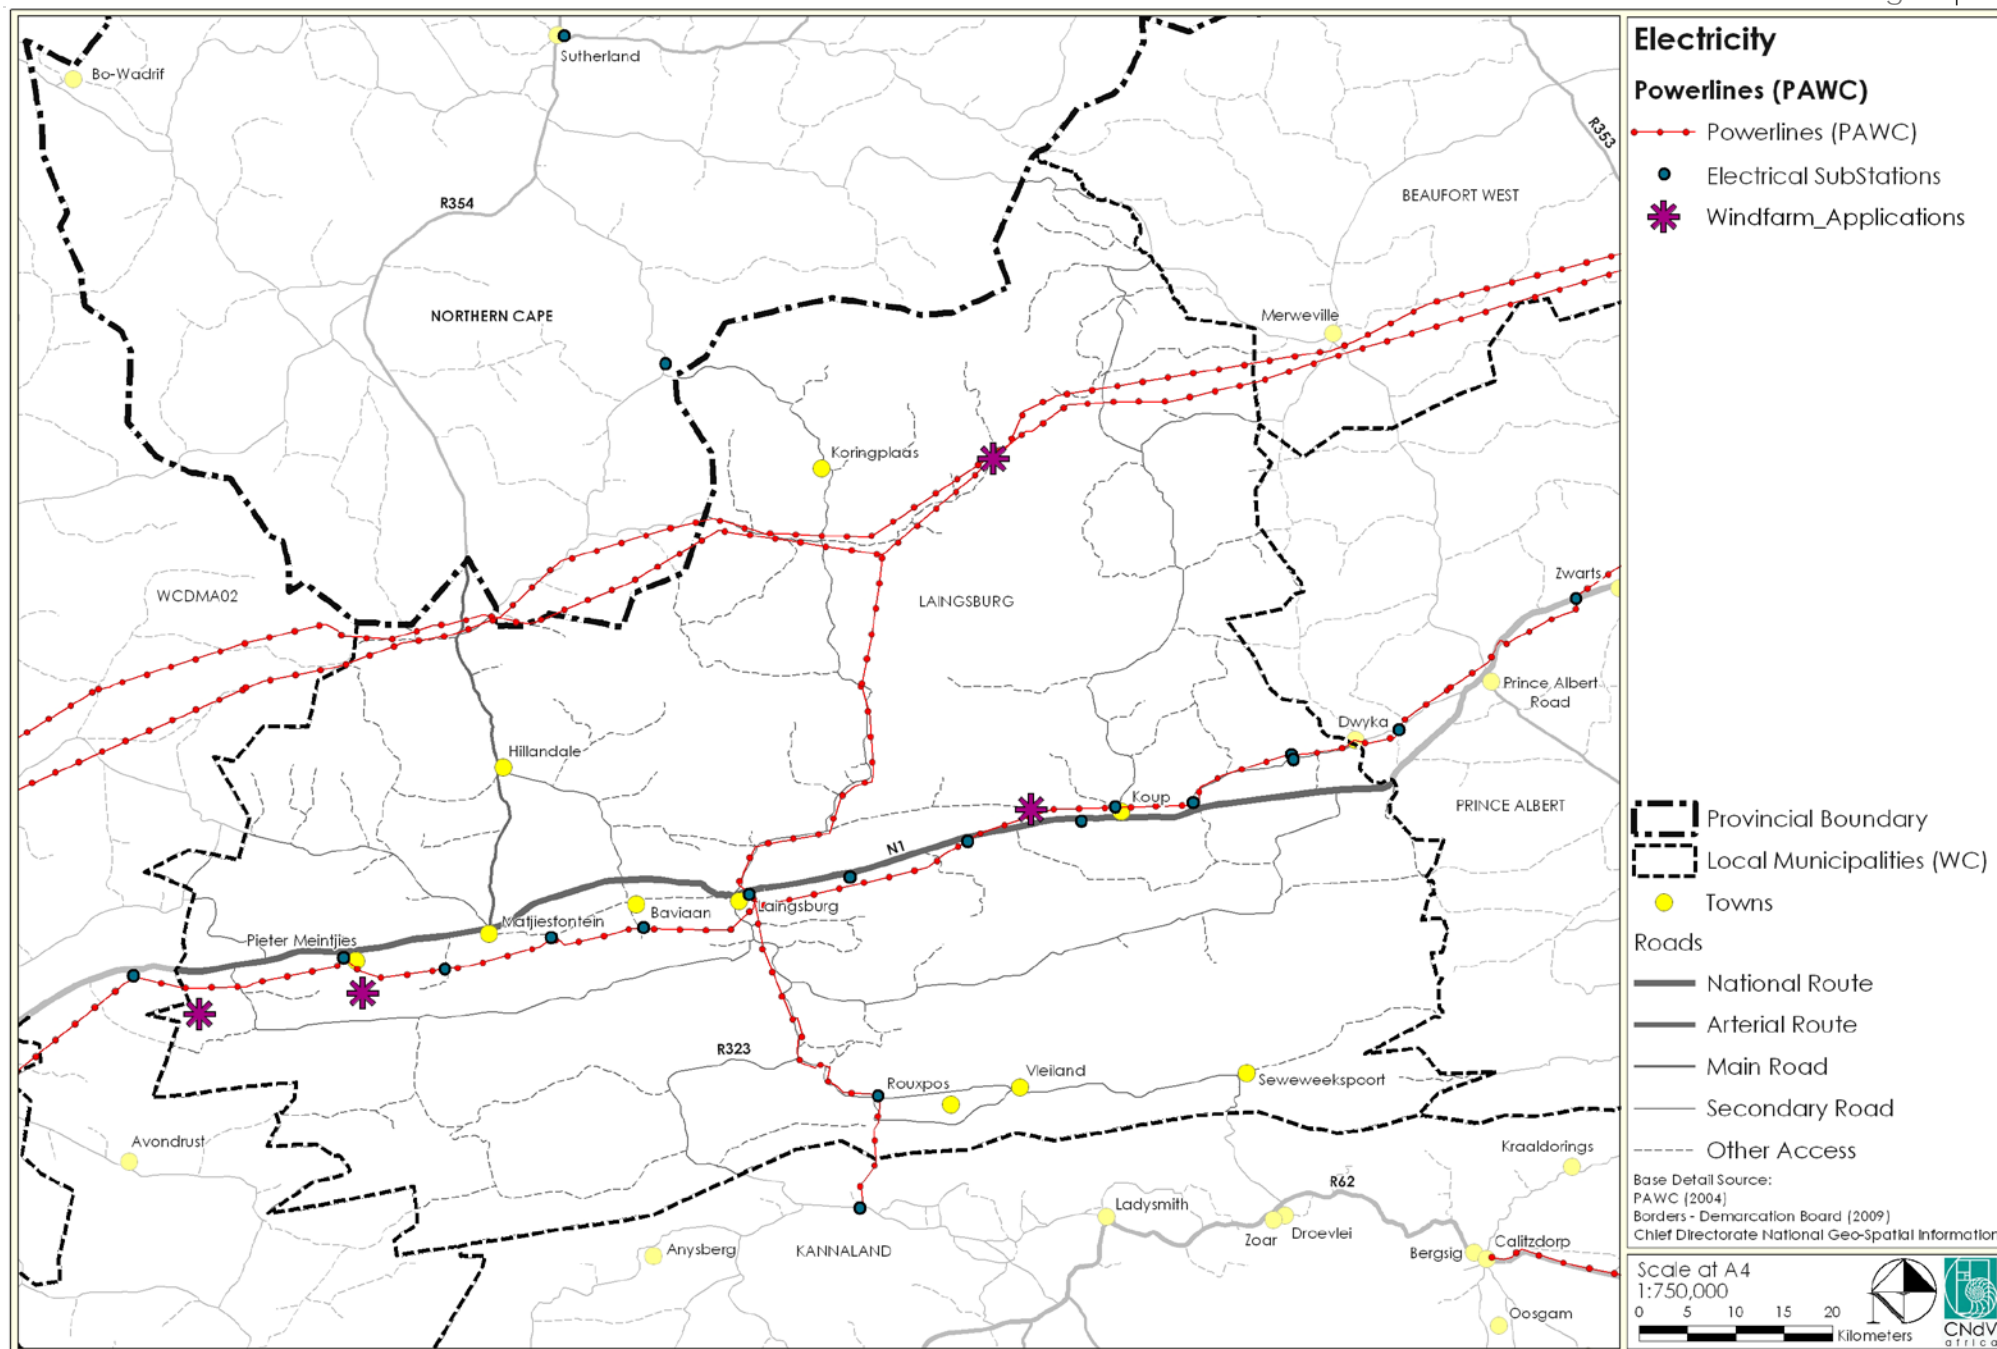 Sutherland
Bo-Wadrif
R353
R354
BEAUFORT WEST
NORTHERN CAPE
Merweville
Koringplaas
WCDMA02
LAINGSBURG
Zwarts
Prince Albert
Road
Dwyka
Hillandale
Koup
PRINCE ALBERT
N1
Laingsburg
Baviaan
Matjiesfontein
Pieter Meintjies
R323
Rouxpos
Vleiland
Seweweekspoort
Avondrust
Kraaldorings
R62
Ladysmith
Zoar
Droevlei
Anysberg
KANNALAND
Bergsig
Calitzdorp
Oosgam
Electricity
Powerlines (PAWC)
Powerlines (PAWC)
Electrical SubStations
Windfarm_Applications
Provincial Boundary
Local Municipalities (WC)
Towns
Roads
National Route
Arterial Route
Main Road
Secondary Road
Other Access
Base Detail Source:
PAWC (2004)
Borders - Demarcation Board (2009)
Chief Directorate National Geo-Spatial Information
Scale at A4
1:750,000
0 5 10 15 20
Kilometers
CNdV
africa